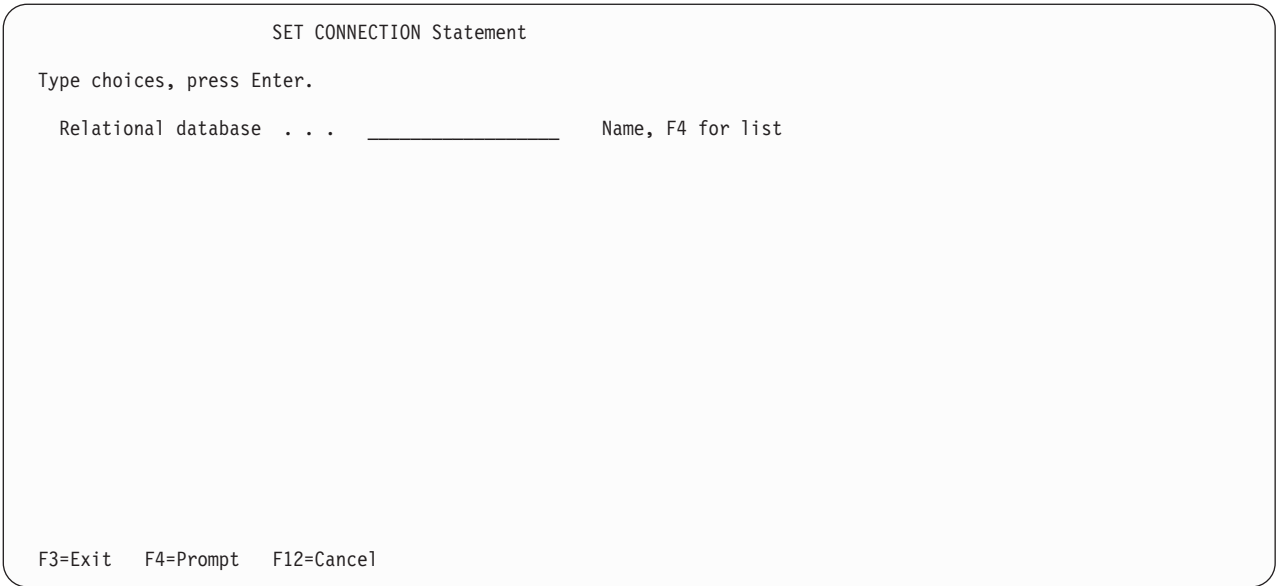 SET CONNECTION Statement
Type choices, press Enter.
Relational database . . . __________________ Name, F4 for list
F3=Exit F4=Prompt F12=Cancel